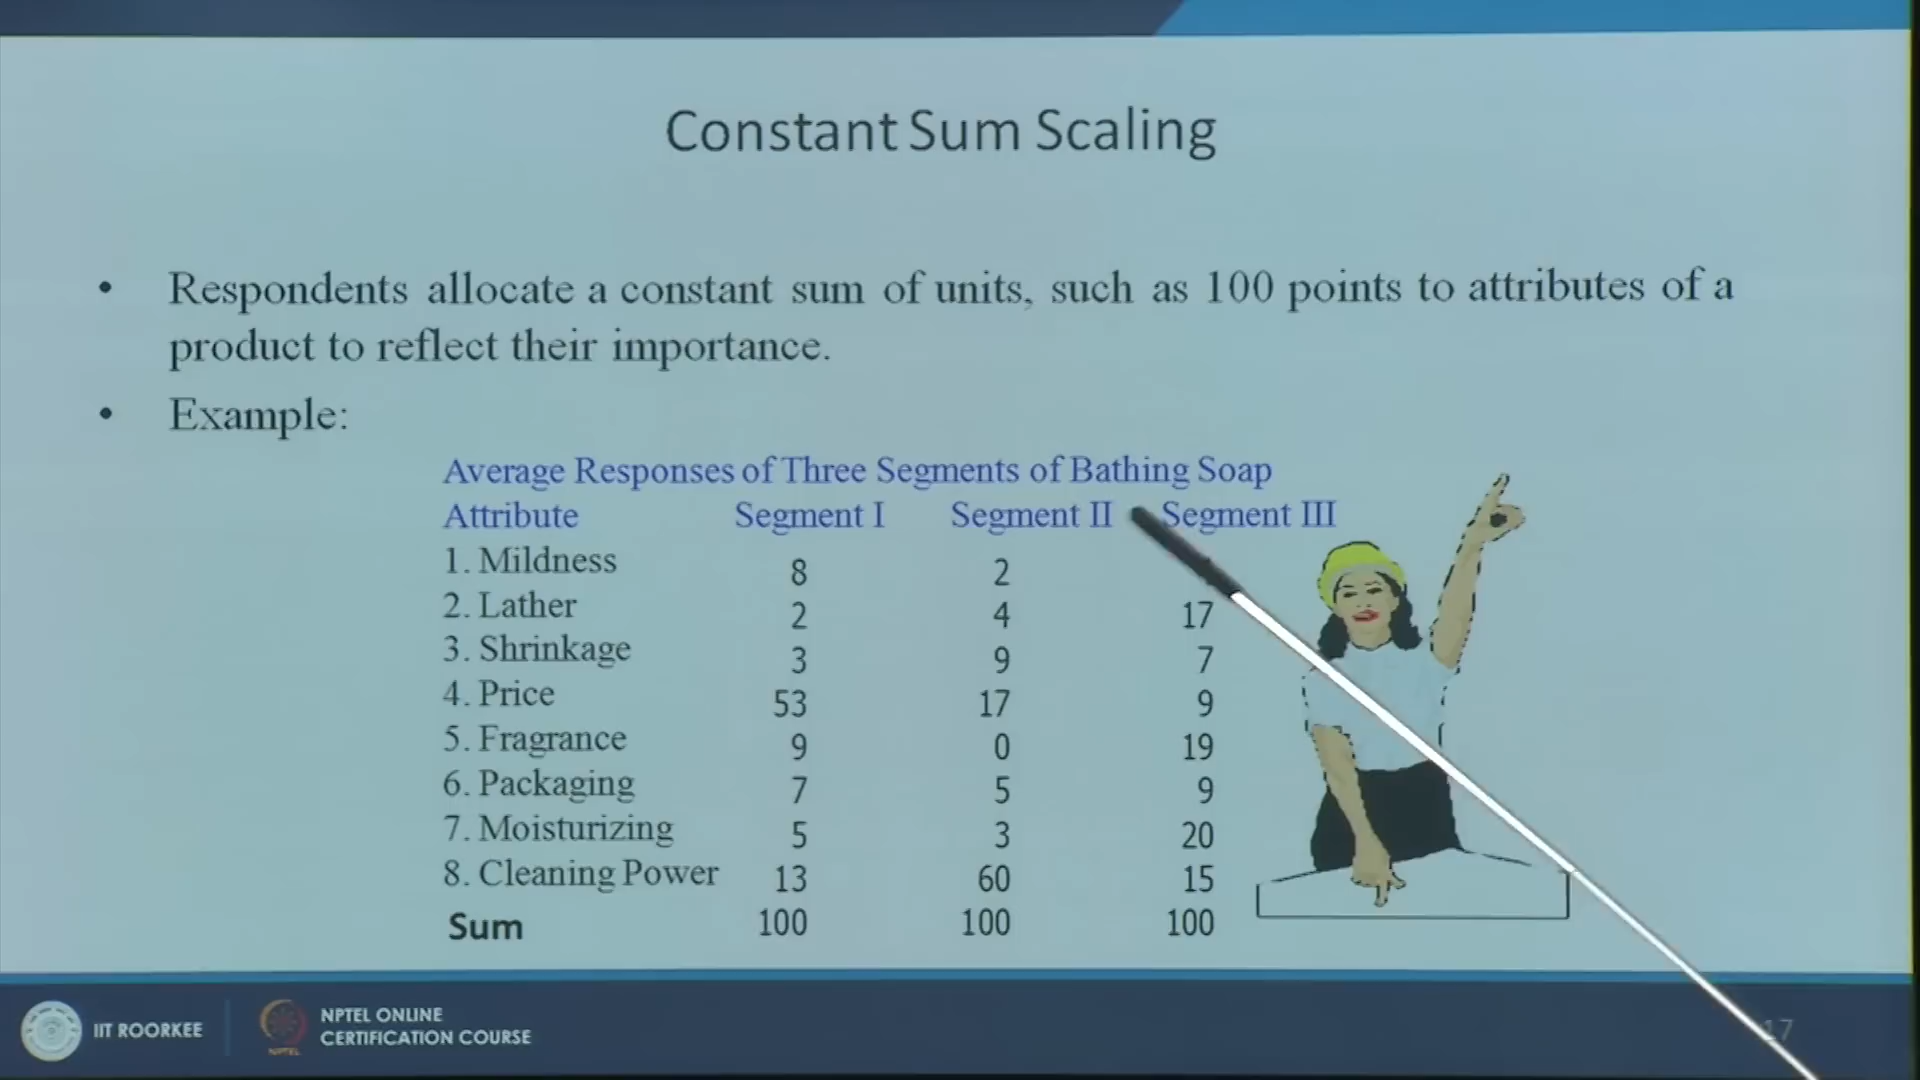 Constant Sum Scaling
• Respondents allocate a constant sum of units, such as 100 points to attributes of a
product to reflect their importance.
• Example:
Average Responses of Three Segments of Bathing Soap
Attribute Segment I Segment II Segment III
1. Mildness 8 2
2. Lather 2 4 17
3. Shrinkage 3 9 7
4. Price 53 17 9
5. Fragrance 9 0 19
6. Packaging 7 5 9
7. Moisturizing 5 3 20
8. Cleaning Power 13 60 15
Sum 100 100 100
IIT ROORKEE
NPTEL
NPTEL ONLINE
CERTIFICATION COURSE
17